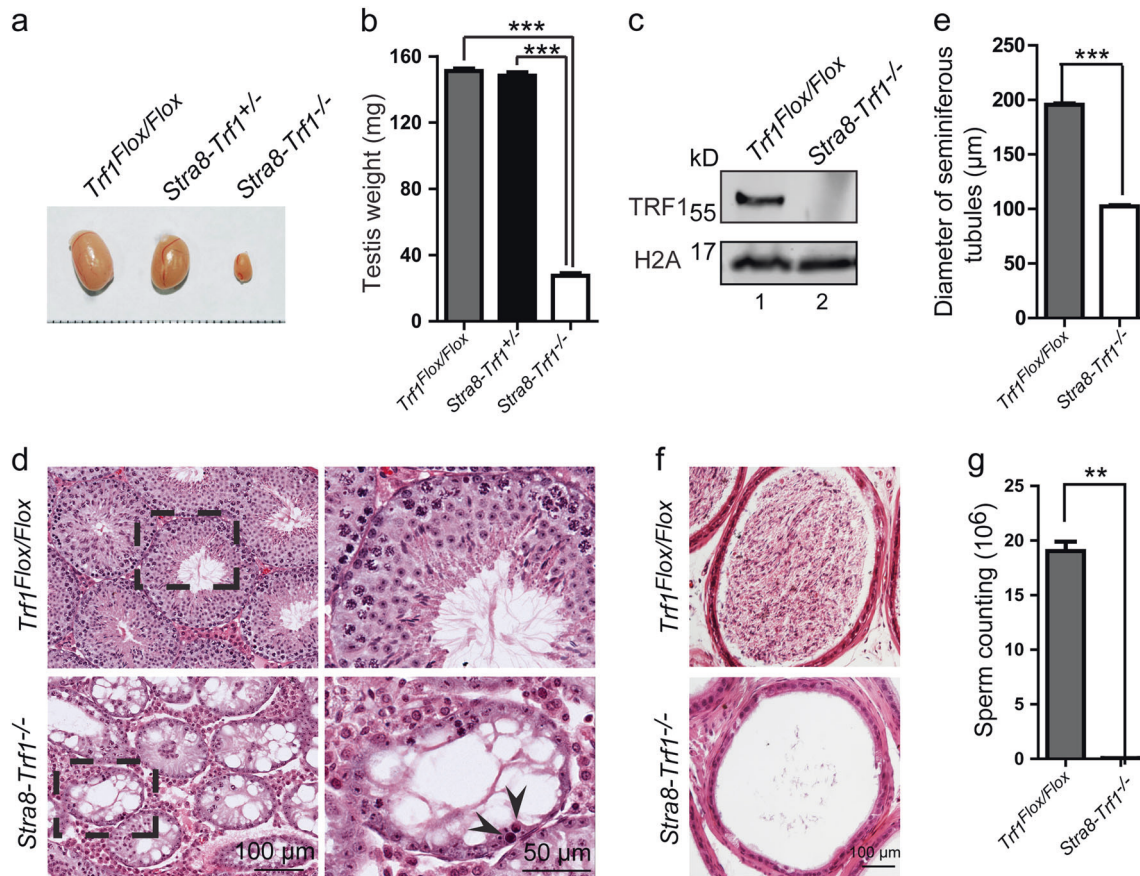 a
Trf1Flox/Flox
Stra8-Trf1+/-
Stra8-Trf1-/-
b
***
***
Testis weight (mg)
160
120
80
40
0
Trf1Flox/Flox
Stra8-Trf1+/-
Stra8-Trf1-/-
c
Trf1Flox/Flox
Stra8-Trf1-/-
kD
TRF1 55
H2A 17
1 2
e
***
Diameter of seminiferous
tubules (µm)
250
200
150
100
50
0
Trf1Flox/Flox
Stra8-Trf1-/-
d
Trf1Flox/Flox
Stra8-Trf1-/-
100 µm
50 µm
f
Trf1Flox/Flox
Stra8-Trf1-/-
100 µm
g
**
Sperm counting (10⁶)
25
20
15
10
5
0
Trf1Flox/Flox
Stra8-Trf1-/-